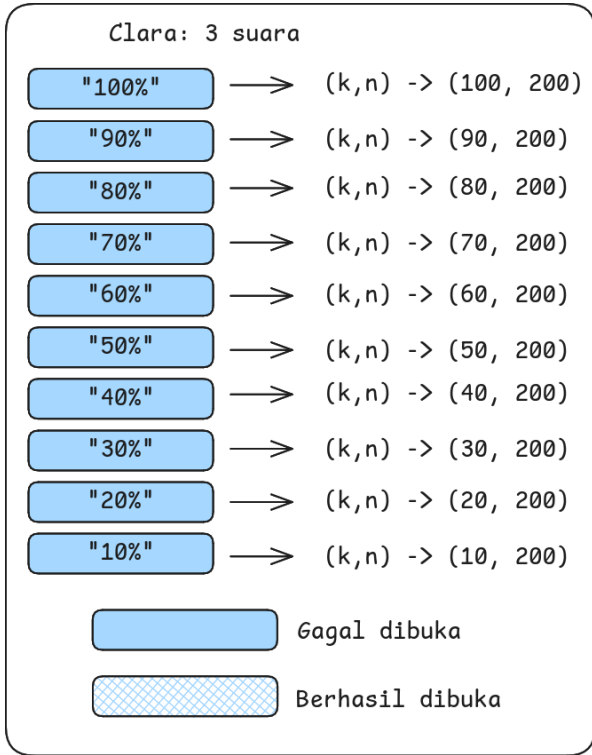 Clara: 3 suara
"100%" (k,n) -> (100, 200)
"90%" (k,n) -> (90, 200)
"80%" (k,n) -> (80, 200)
"70%" (k,n) -> (70, 200)
"60%" (k,n) -> (60, 200)
"50%" (k,n) -> (50, 200)
"40%" (k,n) -> (40, 200)
"30%" (k,n) -> (30, 200)
"20%" (k,n) -> (20, 200)
"10%" (k,n) -> (10, 200)
Gagal dibuka
Berhasil dibuka